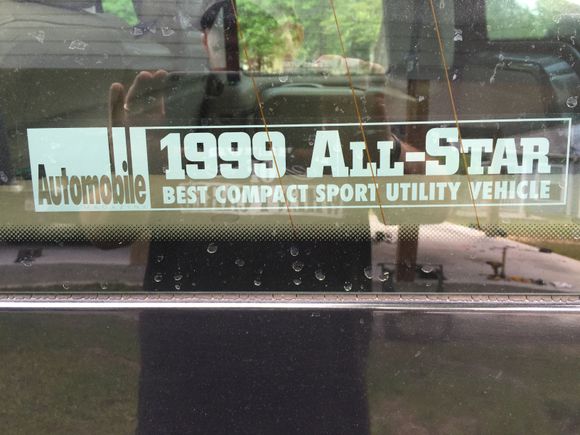 Automobile
1999 ALL-STAR
BEST COMPACT SPORT UTILITY VEHICLE